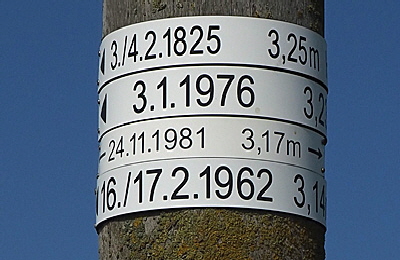 3./4.2.1825 3,25m
3.1.1976 3,2
24.11.1981 3,17m →
16./17.2.1962 3,14